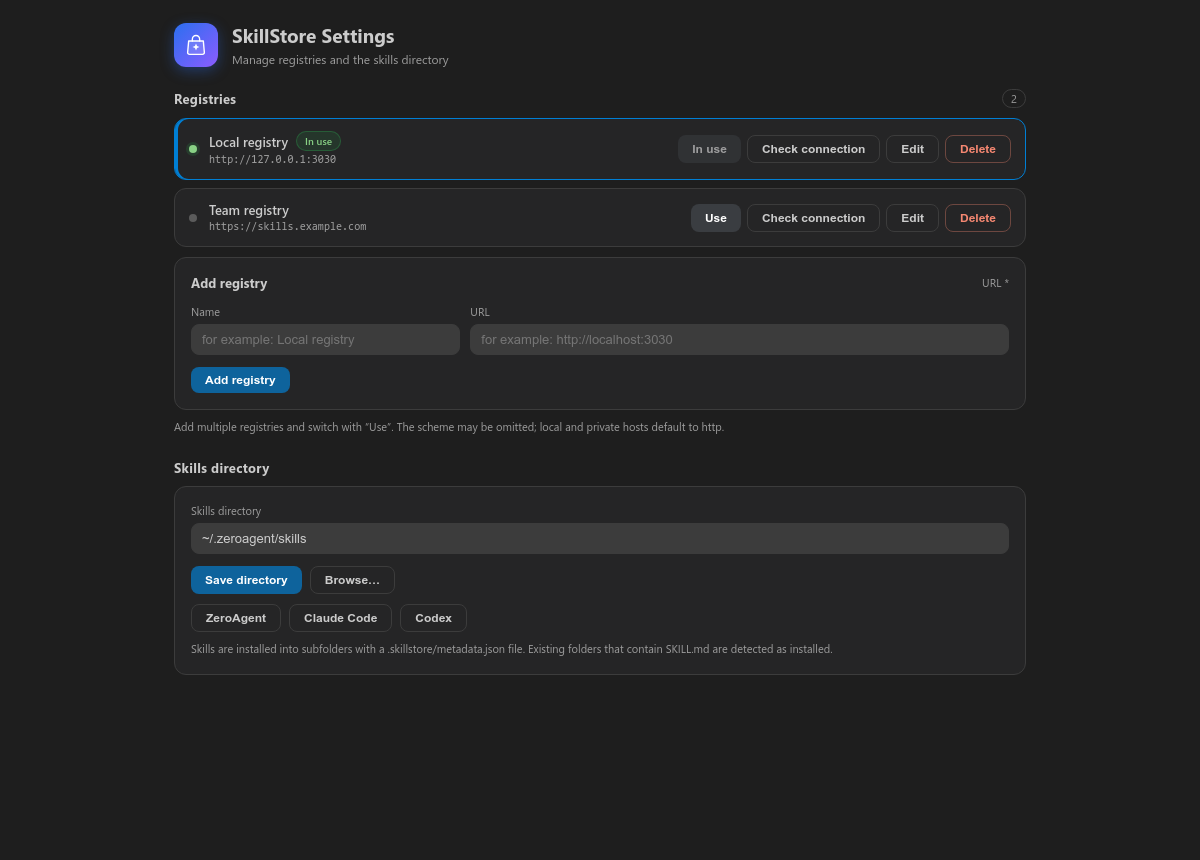 SkillStore Settings
Manage registries and the skills directory
Registries 2
Local registry In use
http://127.0.0.1:3030
In use Check connection Edit Delete
Team registry
https://skills.example.com
Use Check connection Edit Delete
Add registry URL *
Name URL
for example: Local registry for example: http://localhost:3030
Add registry
Add multiple registries and switch with “Use”. The scheme may be omitted; local and private hosts default to http.
Skills directory
Skills directory
~/.zeroagent/skills
Save directory Browse...
ZeroAgent Claude Code Codex
Skills are installed into subfolders with a .skillstore/metadata.json file. Existing folders that contain SKILL.md are detected as installed.